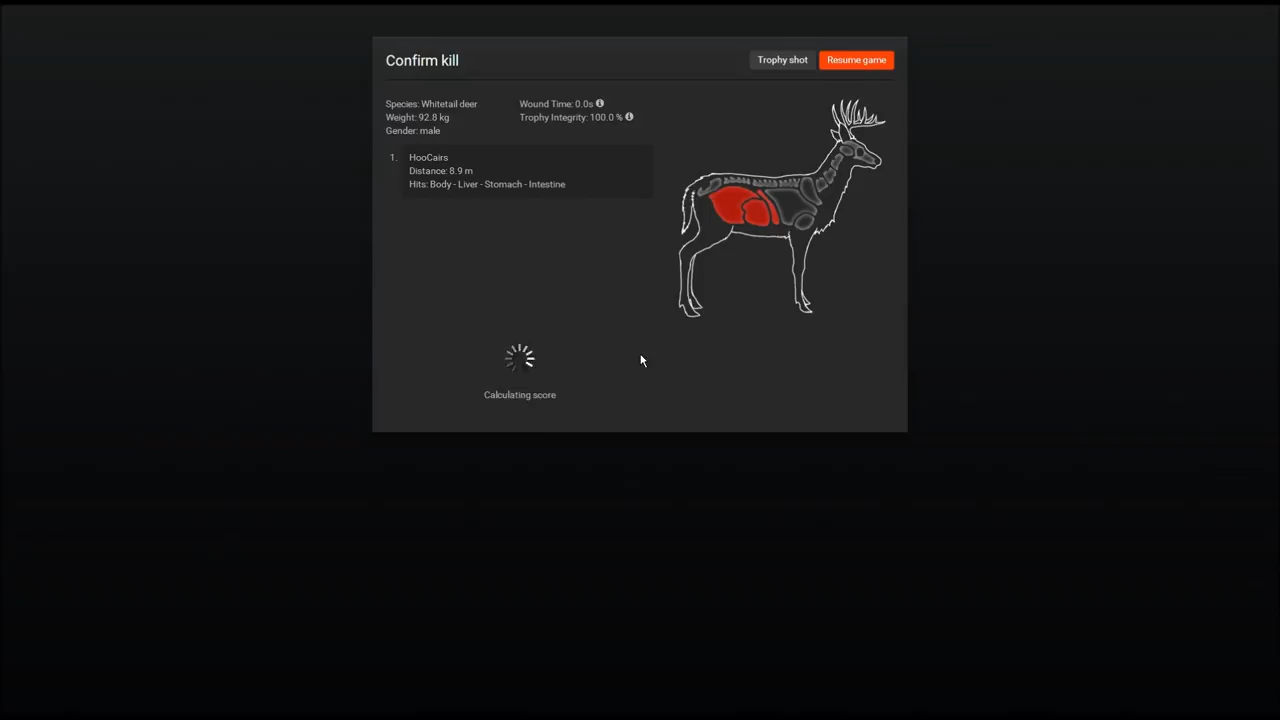 Confirm kill
Trophy shot
Resume game
Species: Whitetail deer
Wound Time: 0.0s
Weight: 92.8 kg
Trophy Integrity: 100.0 %
Gender: male
1.
HooCairs
Distance: 8.9 m
Hits: Body - Liver - Stomach - Intestine
Calculating score